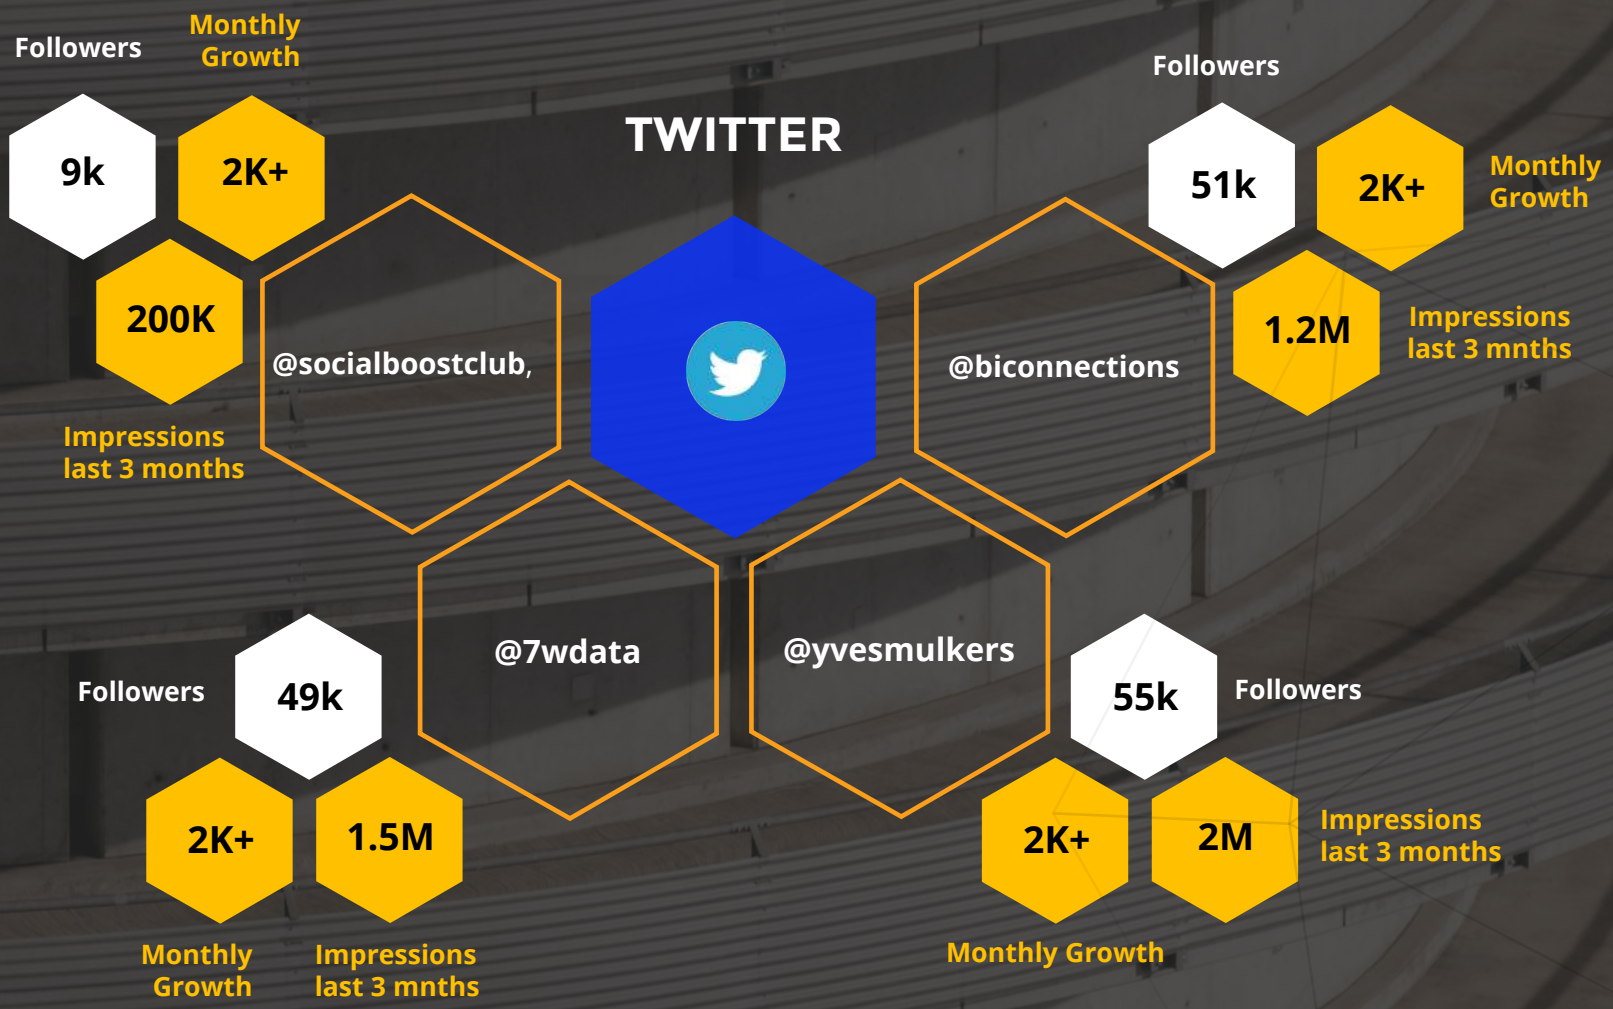 Followers
Monthly
Growth
9k
2K+
200K
Impressions
last 3 months
@socialboostclub,
TWITTER
Followers
51k
2K+
Monthly
Growth
1.2M
Impressions
last 3 mnths
@biconnections
@7wdata
Followers
49k
2K+
1.5M
Monthly
Growth
Impressions
last 3 mnths
@yvesmulkers
55k
Followers
2K+
2M
Impressions
last 3 months
Monthly Growth